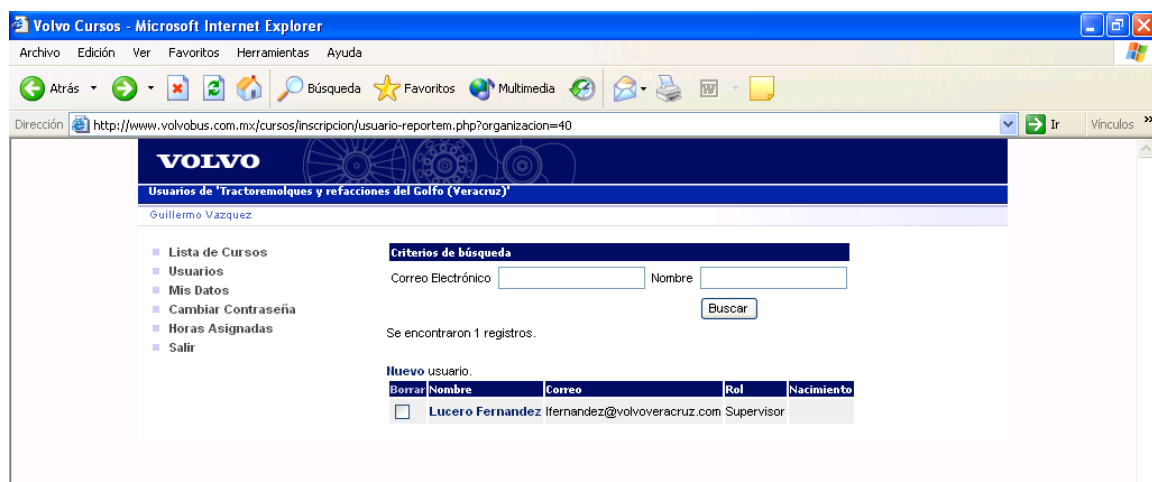 Volvo Cursos - Microsoft Internet Explorer
Archivo Edición Ver Favoritos Herramientas Ayuda
Atrás Búsqueda Favoritos Multimedia
Dirección http://www.volvobus.com.mx/cursos/inscripcion/usuario-reportem.php?organizacion=40 Ir Vínculos »
VOLVO
Usuarios de 'Tractoremolques y refacciones del Golfo (Veracruz)'
Guillermo Vazquez
Lista de Cursos
Usuarios
Mis Datos
Cambiar Contraseña
Horas Asignadas
Salir
Criterios de búsqueda
Correo Electrónico Nombre
Buscar
Se encontraron 1 registros.
Nuevo usuario.
Borrar Nombre Correo Rol Nacimiento
Lucero Fernandez lfernandez@volvoveracruz.com Supervisor